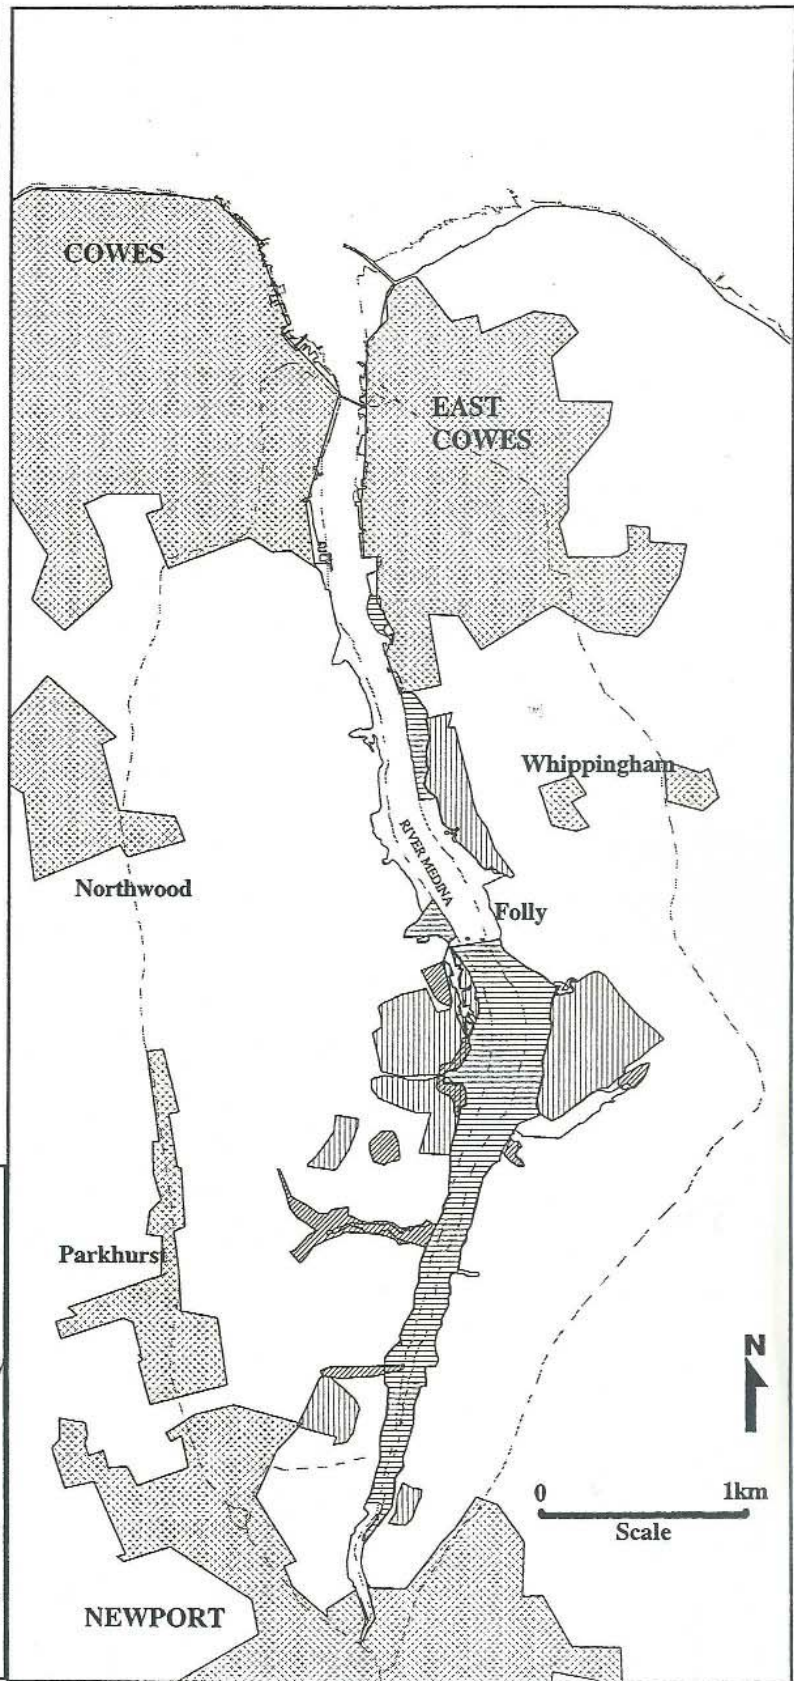 COWES
EAST
COWES
Whippingham
RIVER MEDINA
Northwood
Folly
Parkhurst
N
0 1km
Scale
NEWPORT